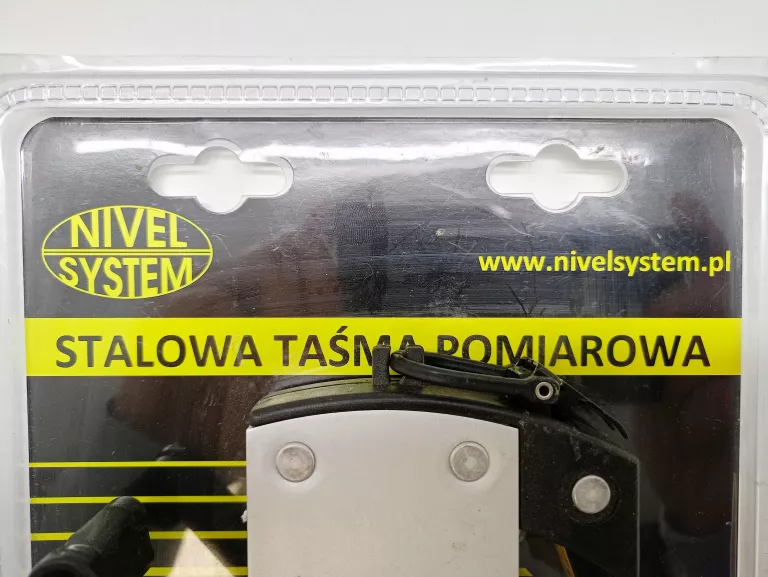 NIVEL
SYSTEM
www.nivelsystem.pl
STALOWA TAŚMA POMIAROWA